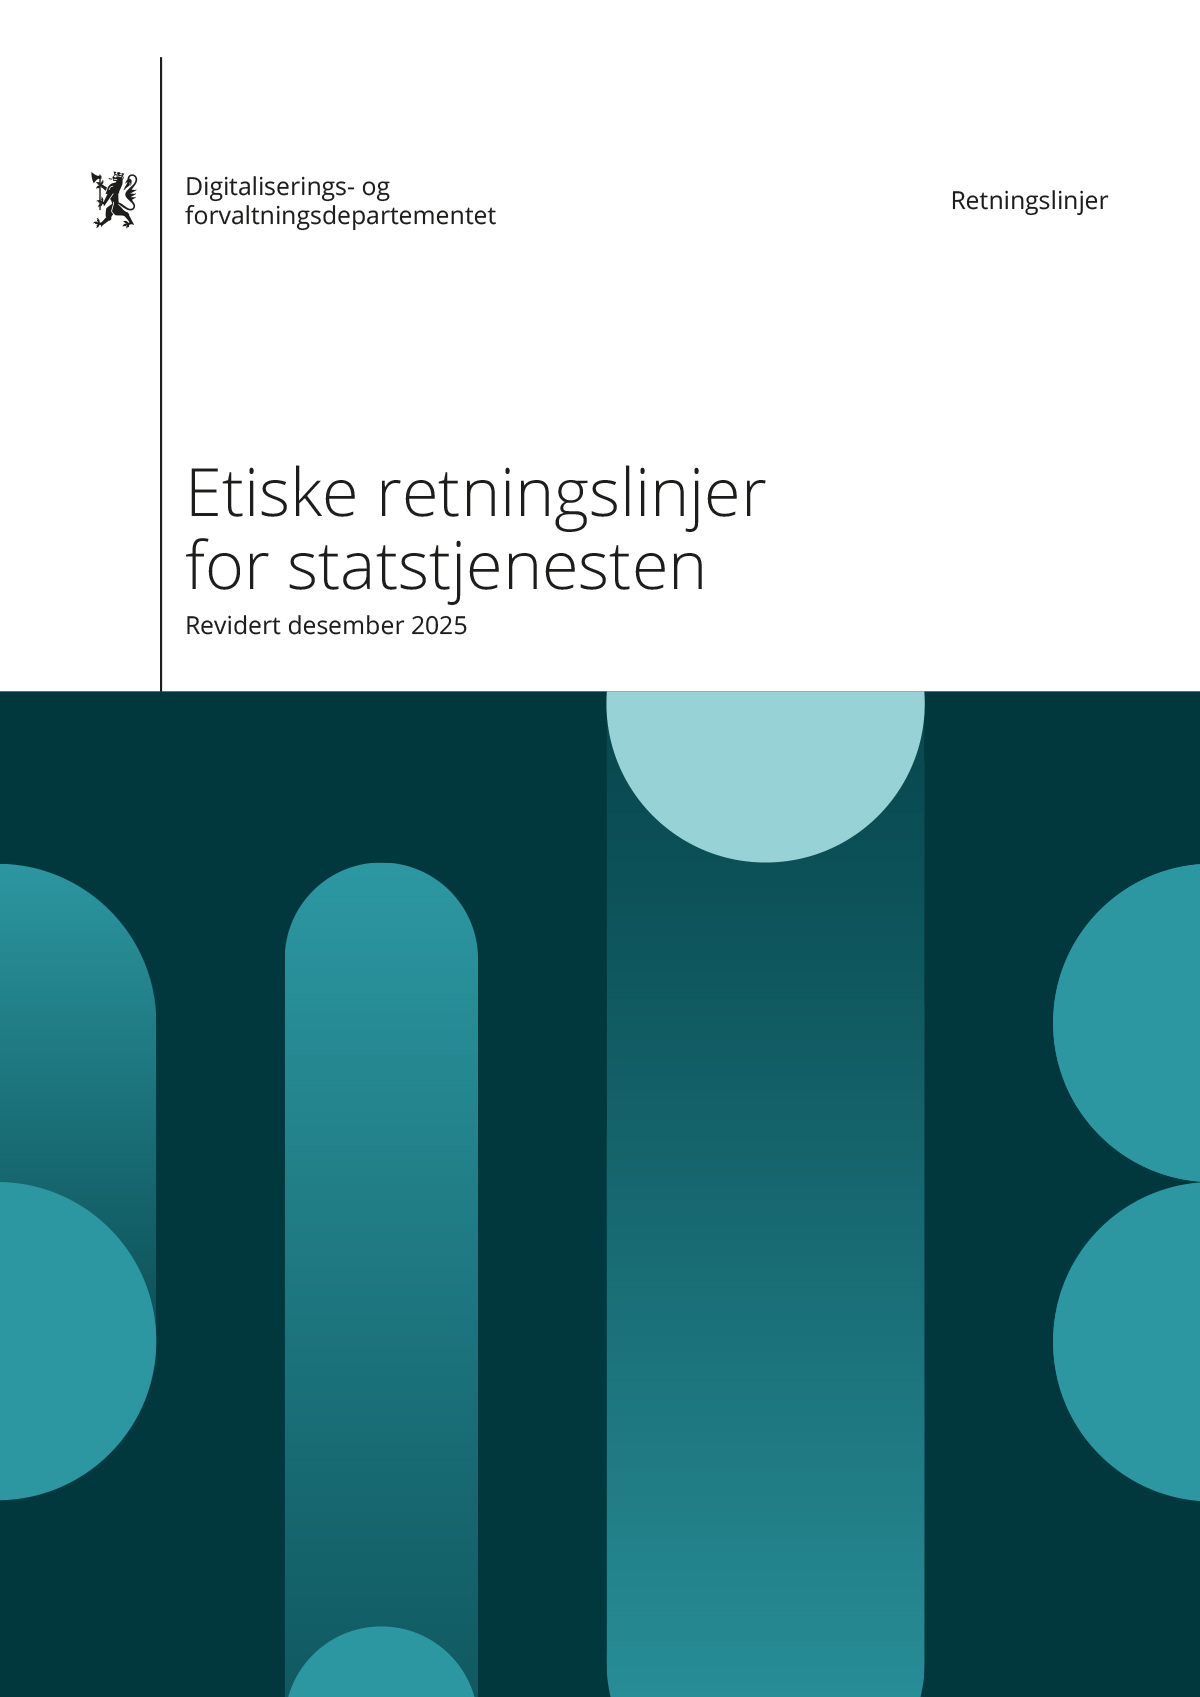 Digitaliserings- og
forvaltningsdepartementet
Retningslinjer
Etiske retningslinjer
for statstjenesten
Revidert desember 2025